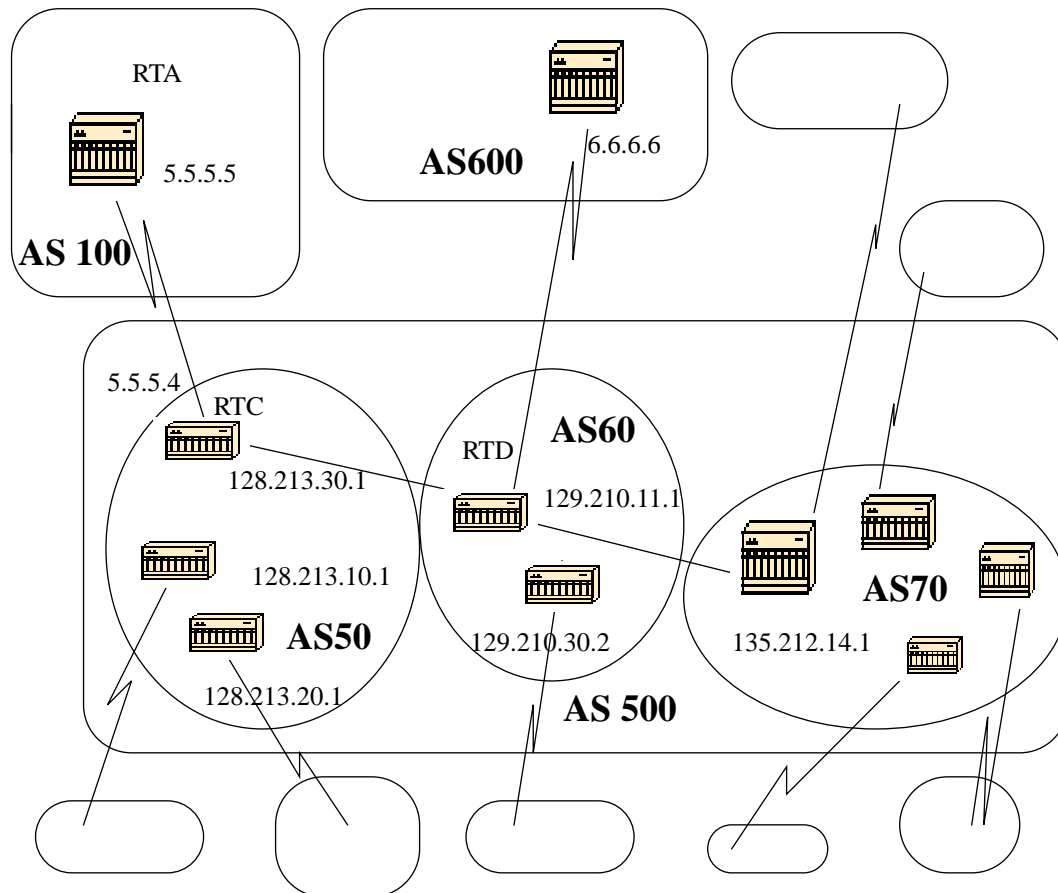 RTA
5.5.5.5
AS 100
AS600
6.6.6.6
5.5.5.4
RTC
128.213.30.1
RTD
AS60
129.210.11.1
128.213.10.1
AS50
128.213.20.1
129.210.30.2
AS70
135.212.14.1
AS 500